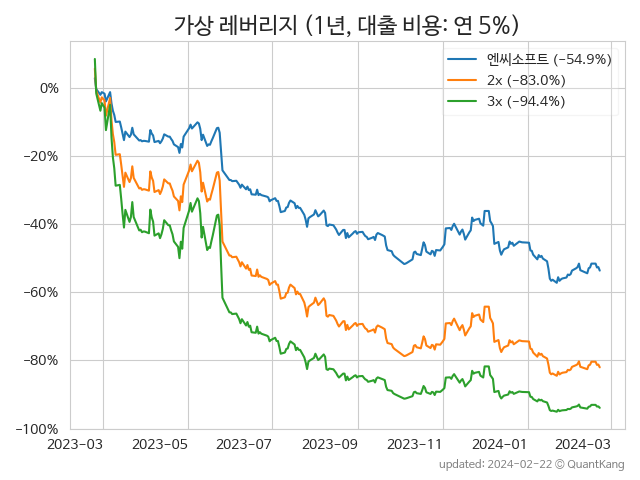 가상 레버리지 (1년, 대출 비용: 연 5%)
엔씨소프트 (−54.9%)
2x (−83.0%)
3x (−94.4%)
0%
−20%
−40%
−60%
−80%
−100%
2023-03 2023-05 2023-07 2023-09 2023-11 2024-01 2024-03
updated: 2024-02-22 © QuantKang